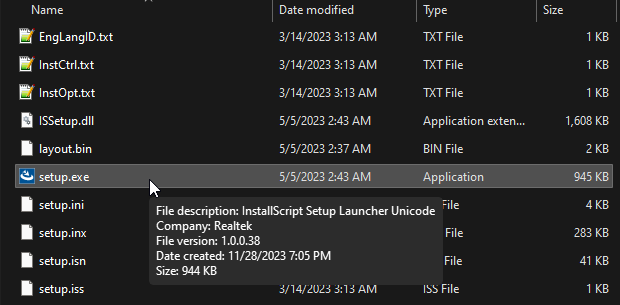 Name Date modified Type Size
EngLangID.txt 3/14/2023 3:13 AM TXT File 1 KB
InstCtrl.txt 3/14/2023 3:13 AM TXT File 1 KB
InstOpt.txt 3/14/2023 3:13 AM TXT File 1 KB
ISSetup.dll 5/5/2023 2:43 AM Application exten... 1,608 KB
layout.bin 5/5/2023 2:37 AM BIN File 2 KB
setup.exe 5/5/2023 2:43 AM Application 945 KB
setup.ini File 4 KB
setup.inx File 283 KB
setup.isn File 41 KB
setup.iss ISS File 1 KB
File description: InstallScript Setup Launcher Unicode
Company: Realtek
File version: 1.0.0.38
Date created: 11/28/2023 7:05 PM
Size: 944 KB